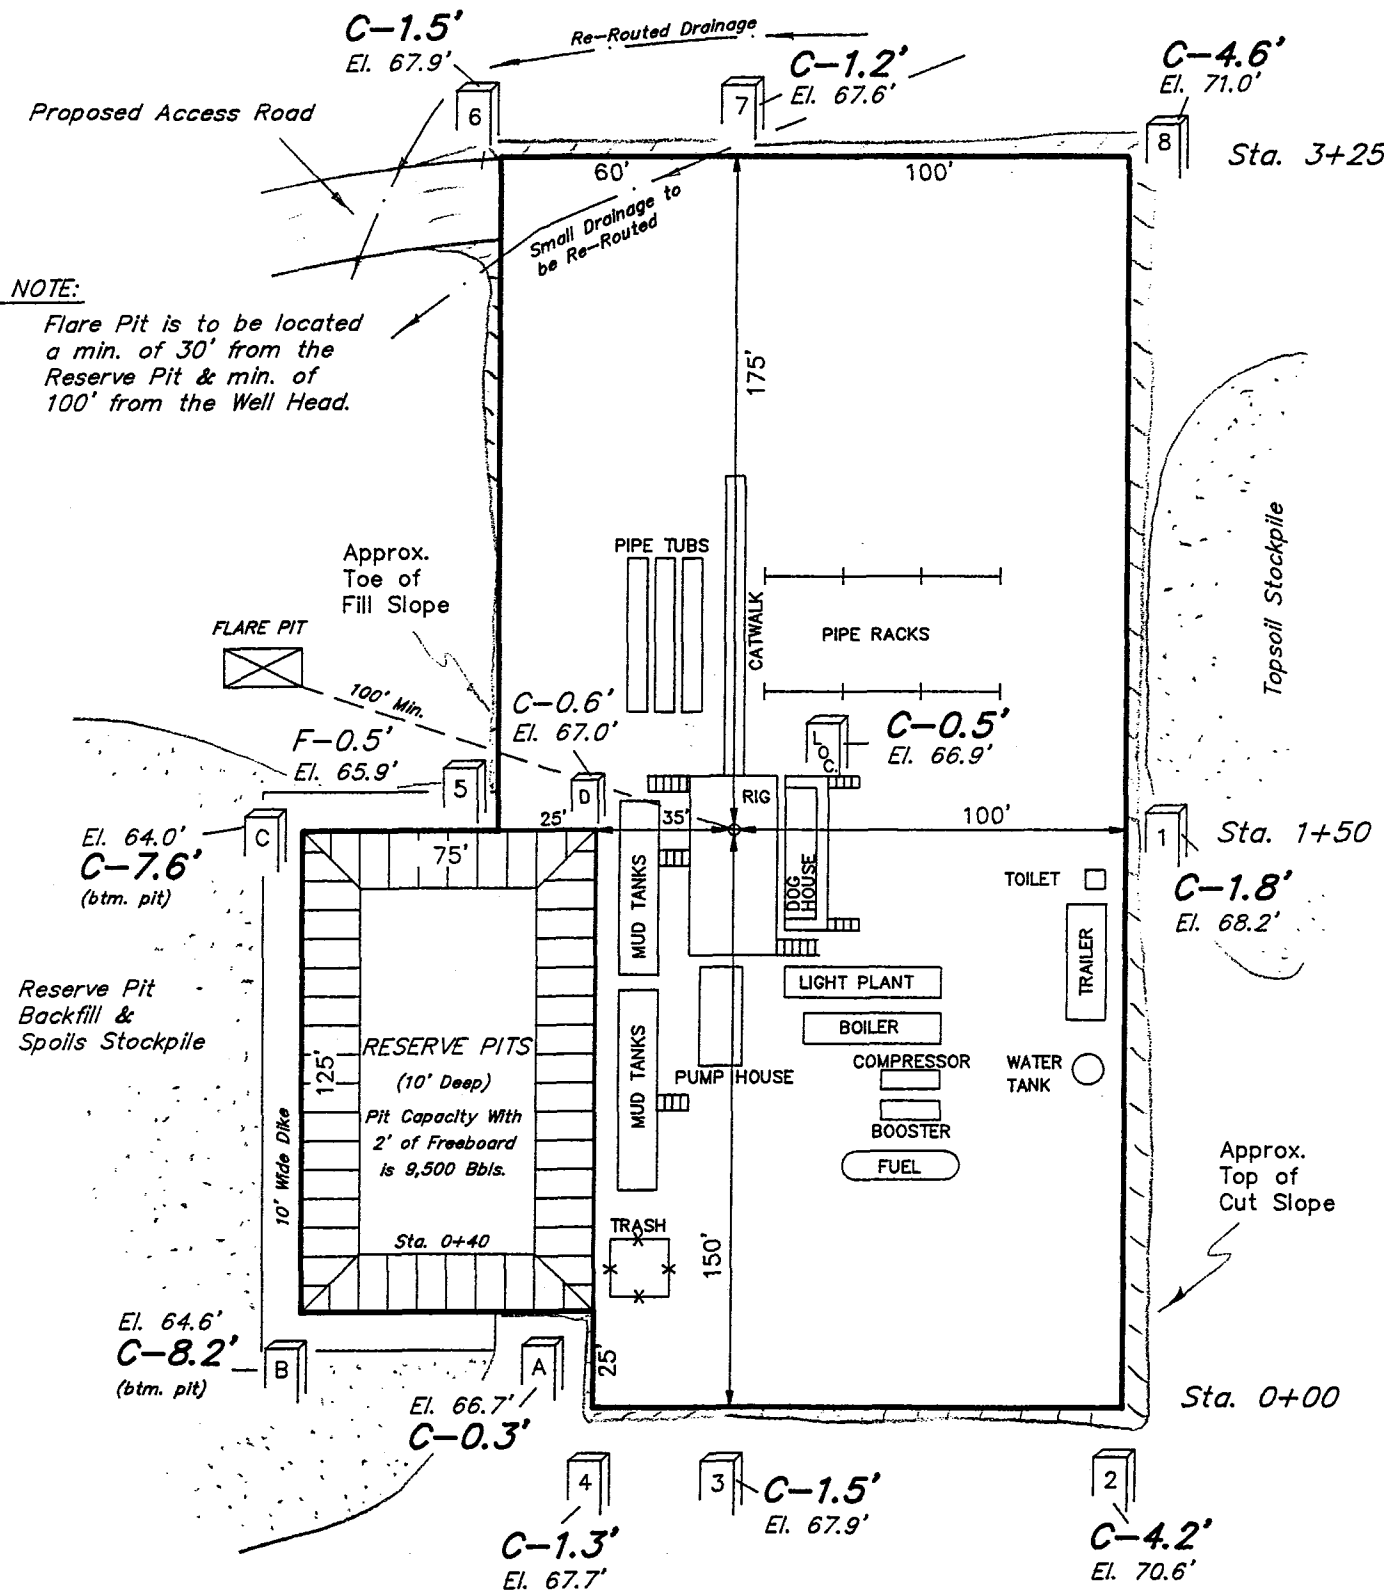 C-1.5'
El. 67.9'
Re-Routed Drainage
C-1.2'
El. 67.6'
C-4.6'
El. 71.0'
6
7
8
Proposed Access Road
Sta. 3+25
60'
100'
Small Drainage to
be Re-Routed
NOTE:
Flare Pit is to be located
a min. of 30' from the
Reserve Pit & min. of
100' from the Well Head.
175'
Approx.
Toe of
Fill Slope
PIPE TUBS
CATWALK
PIPE RACKS
Topsoil Stockpile
FLARE PIT
100' Min.
C-0.6'
El. 67.0'
F-0.5'
El. 65.9'
LOC.
C-0.5'
El. 66.9'
5
D
RIG
El. 64.0'
C-7.6'
(btm. pit)
C
25'
35'
100'
1
Sta. 1+50
75'
C-1.8'
El. 68.2'
MUD TANKS
DOG
HOUSE
TOILET
TRAILER
LIGHT PLANT
BOILER
Reserve Pit
Backfill &
Spoils Stockpile
RESERVE PITS
(10' Deep)
Pit Capacity With
2' of Freeboard
is 9,500 Bbls.
125'
10' Wide Dike
MUD TANKS
PUMP HOUSE
COMPRESSOR
BOOSTER
WATER
TANK
FUEL
Approx.
Top of
Cut Slope
Sta. 0+40
TRASH
150'
El. 64.6'
C-8.2'
(btm. pit)
B
A
25'
El. 66.7'
C-0.3'
Sta. 0+00
4
3
2
C-1.3'
El. 67.7'
C-1.5'
El. 67.9'
C-4.2'
El. 70.6'